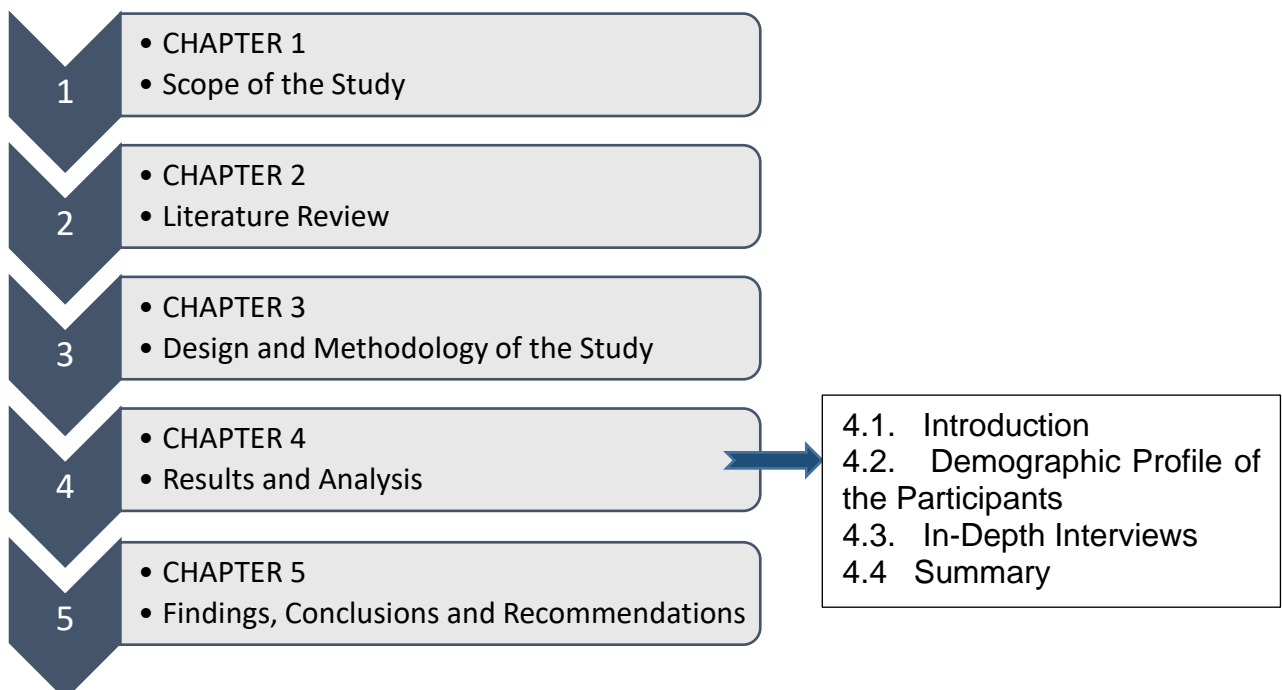 1
• CHAPTER 1
• Scope of the Study
2
• CHAPTER 2
• Literature Review
3
• CHAPTER 3
• Design and Methodology of the Study
4
• CHAPTER 4
• Results and Analysis
4.1. Introduction
4.2. Demographic Profile of
the Participants
4.3. In-Depth Interviews
4.4 Summary
5
• CHAPTER 5
• Findings, Conclusions and Recommendations